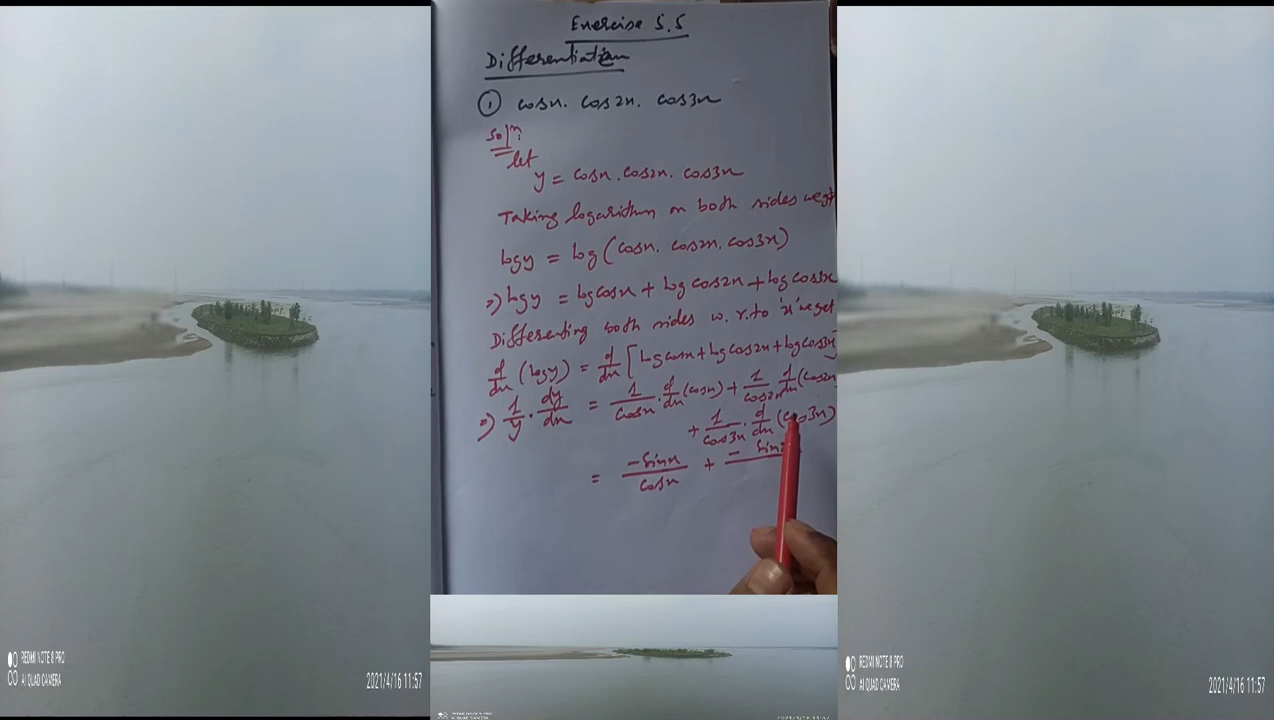 Exercise 5.5
Differentiation
① cosx. cos2x. cos3x
Soln.
let
y = cosx. cos2x. cos3x
Taking logarithm on both sides we get
log y = log (cosx. cos2x. cos3x)
=) log y = log cosx + log cos2x + log cos3x
Differenting both sides w. r. to 'x' we get
d/dx (log y) = d/dx [log cosx + log cos2x + log cos3x]
=) 1/y . dy/dx = 1/cosx . d/dx (cosx) + 1/cos2x . d/dx (cos2x
+ 1/cos3x . d/dx (cos3x)
= -sinx/cosx + - sin
REDMI NOTE 8 PRO
AI QUAD CAMERA
2021/4/16 11:57
REDMI NOTE 8 PRO
AI QUAD CAMERA
2021/4/16 11:57